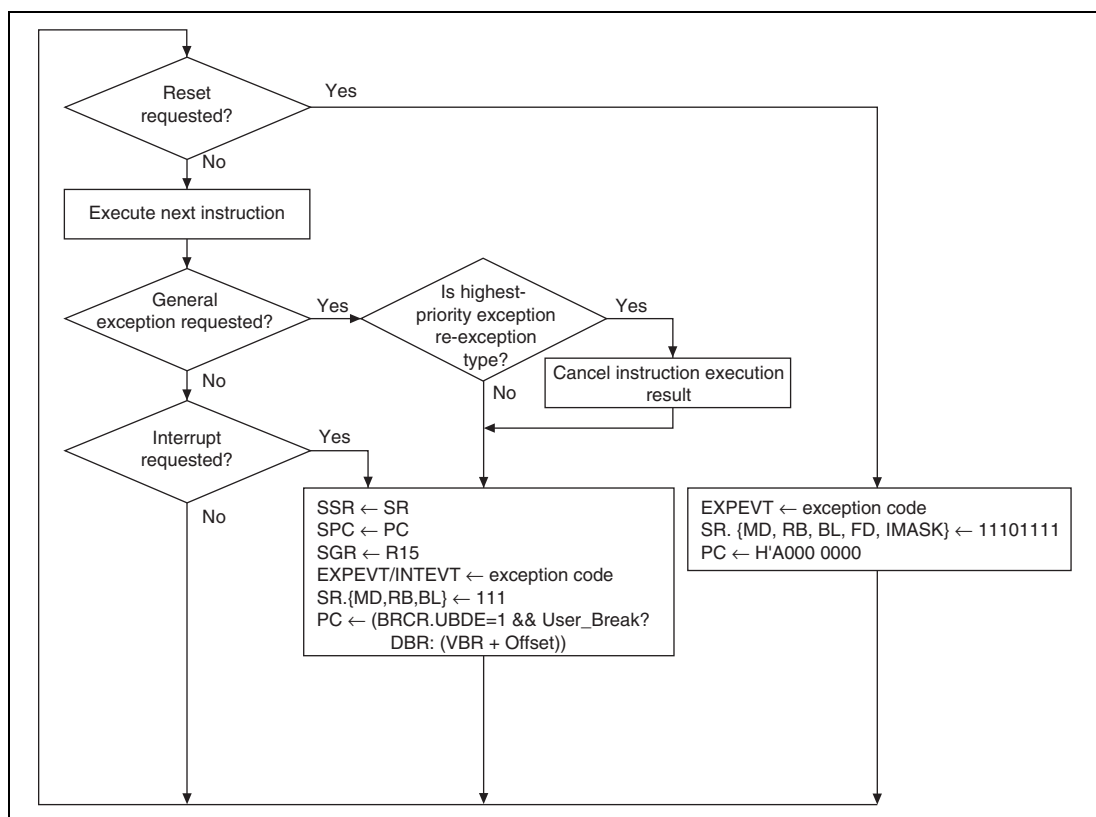 Reset
requested?
Yes
No
Execute next instruction
General
exception requested?
Yes
Is highest-
priority exception
re-exception
type?
Yes
Cancel instruction execution
result
No
No
Interrupt
requested?
Yes
No
SSR ← SR
SPC ← PC
SGR ← R15
EXPEVT/INTEVT ← exception code
SR.{MD,RB,BL} ← 111
PC ← (BRCR.UBDE=1 && User_Break?
DBR: (VBR + Offset))
EXPEVT ← exception code
SR. {MD, RB, BL, FD, IMASK} ← 11101111
PC ← H'A000 0000